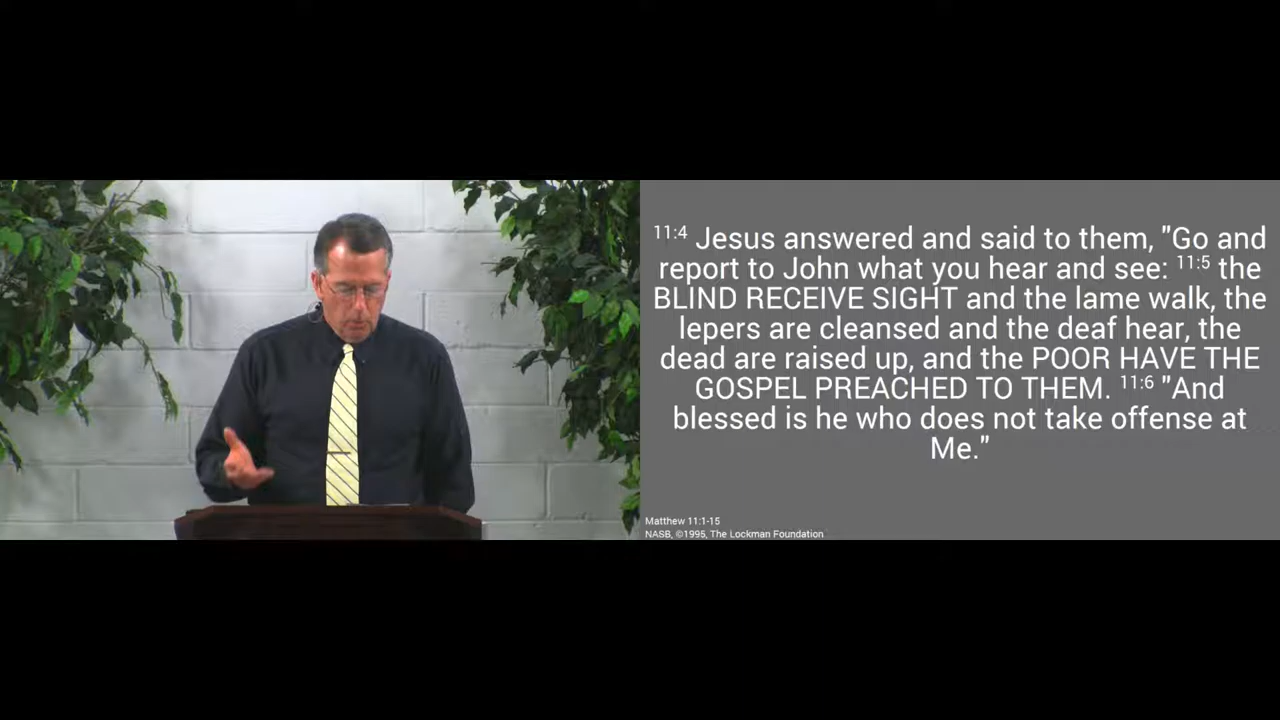 11:4 Jesus answered and said to them, "Go and
report to John what you hear and see: 11:5 the
BLIND RECEIVE SIGHT and the lame walk, the
lepers are cleansed and the deaf hear, the
dead are raised up, and the POOR HAVE THE
GOSPEL PREACHED TO THEM. 11:6 "And
blessed is he who does not take offense at
Me."
Matthew 11:1-15
NASB, ©1995, The Lockman Foundation